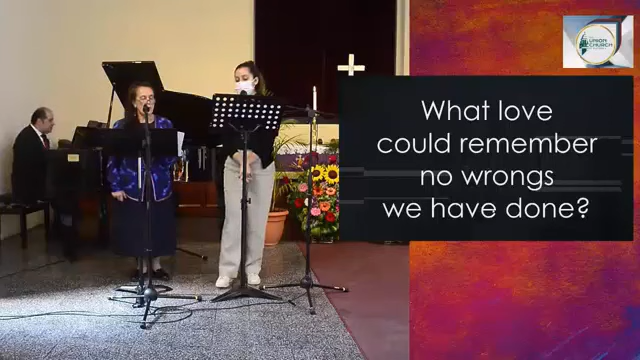 UNION
CHURCH
What love
could remember
no wrongs
we have done?